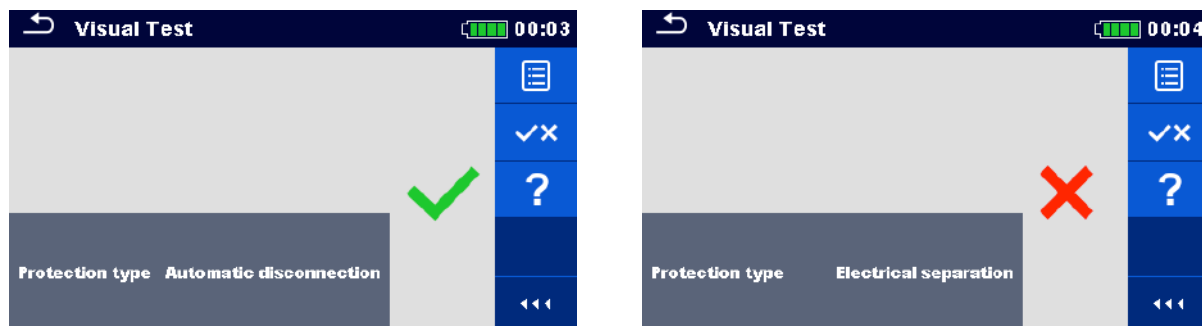 Visual Test 00:03
?
Protection type Automatic disconnection
Visual Test 00:04
?
Protection type Electrical separation